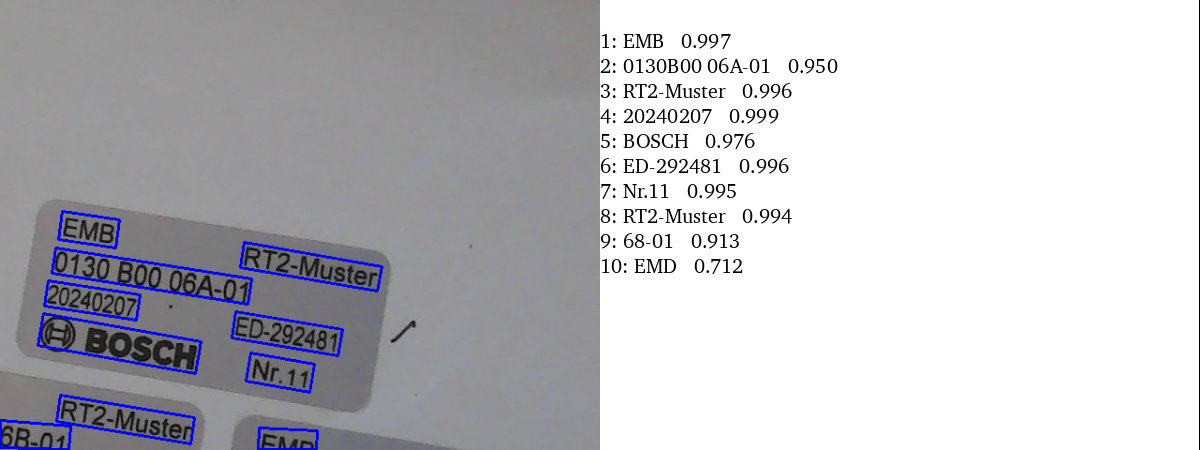 EMB
RT2-Muster
0130 B00 06A-01
20240207
ED-292481
BOSCH
Nr.11
RT2-Muster
6B-01
EMB
1: EMB 0.997
2: 0130B00 06A-01 0.950
3: RT2-Muster 0.996
4: 20240207 0.999
5: BOSCH 0.976
6: ED-292481 0.996
7: Nr.11 0.995
8: RT2-Muster 0.994
9: 68-01 0.913
10: EMD 0.712